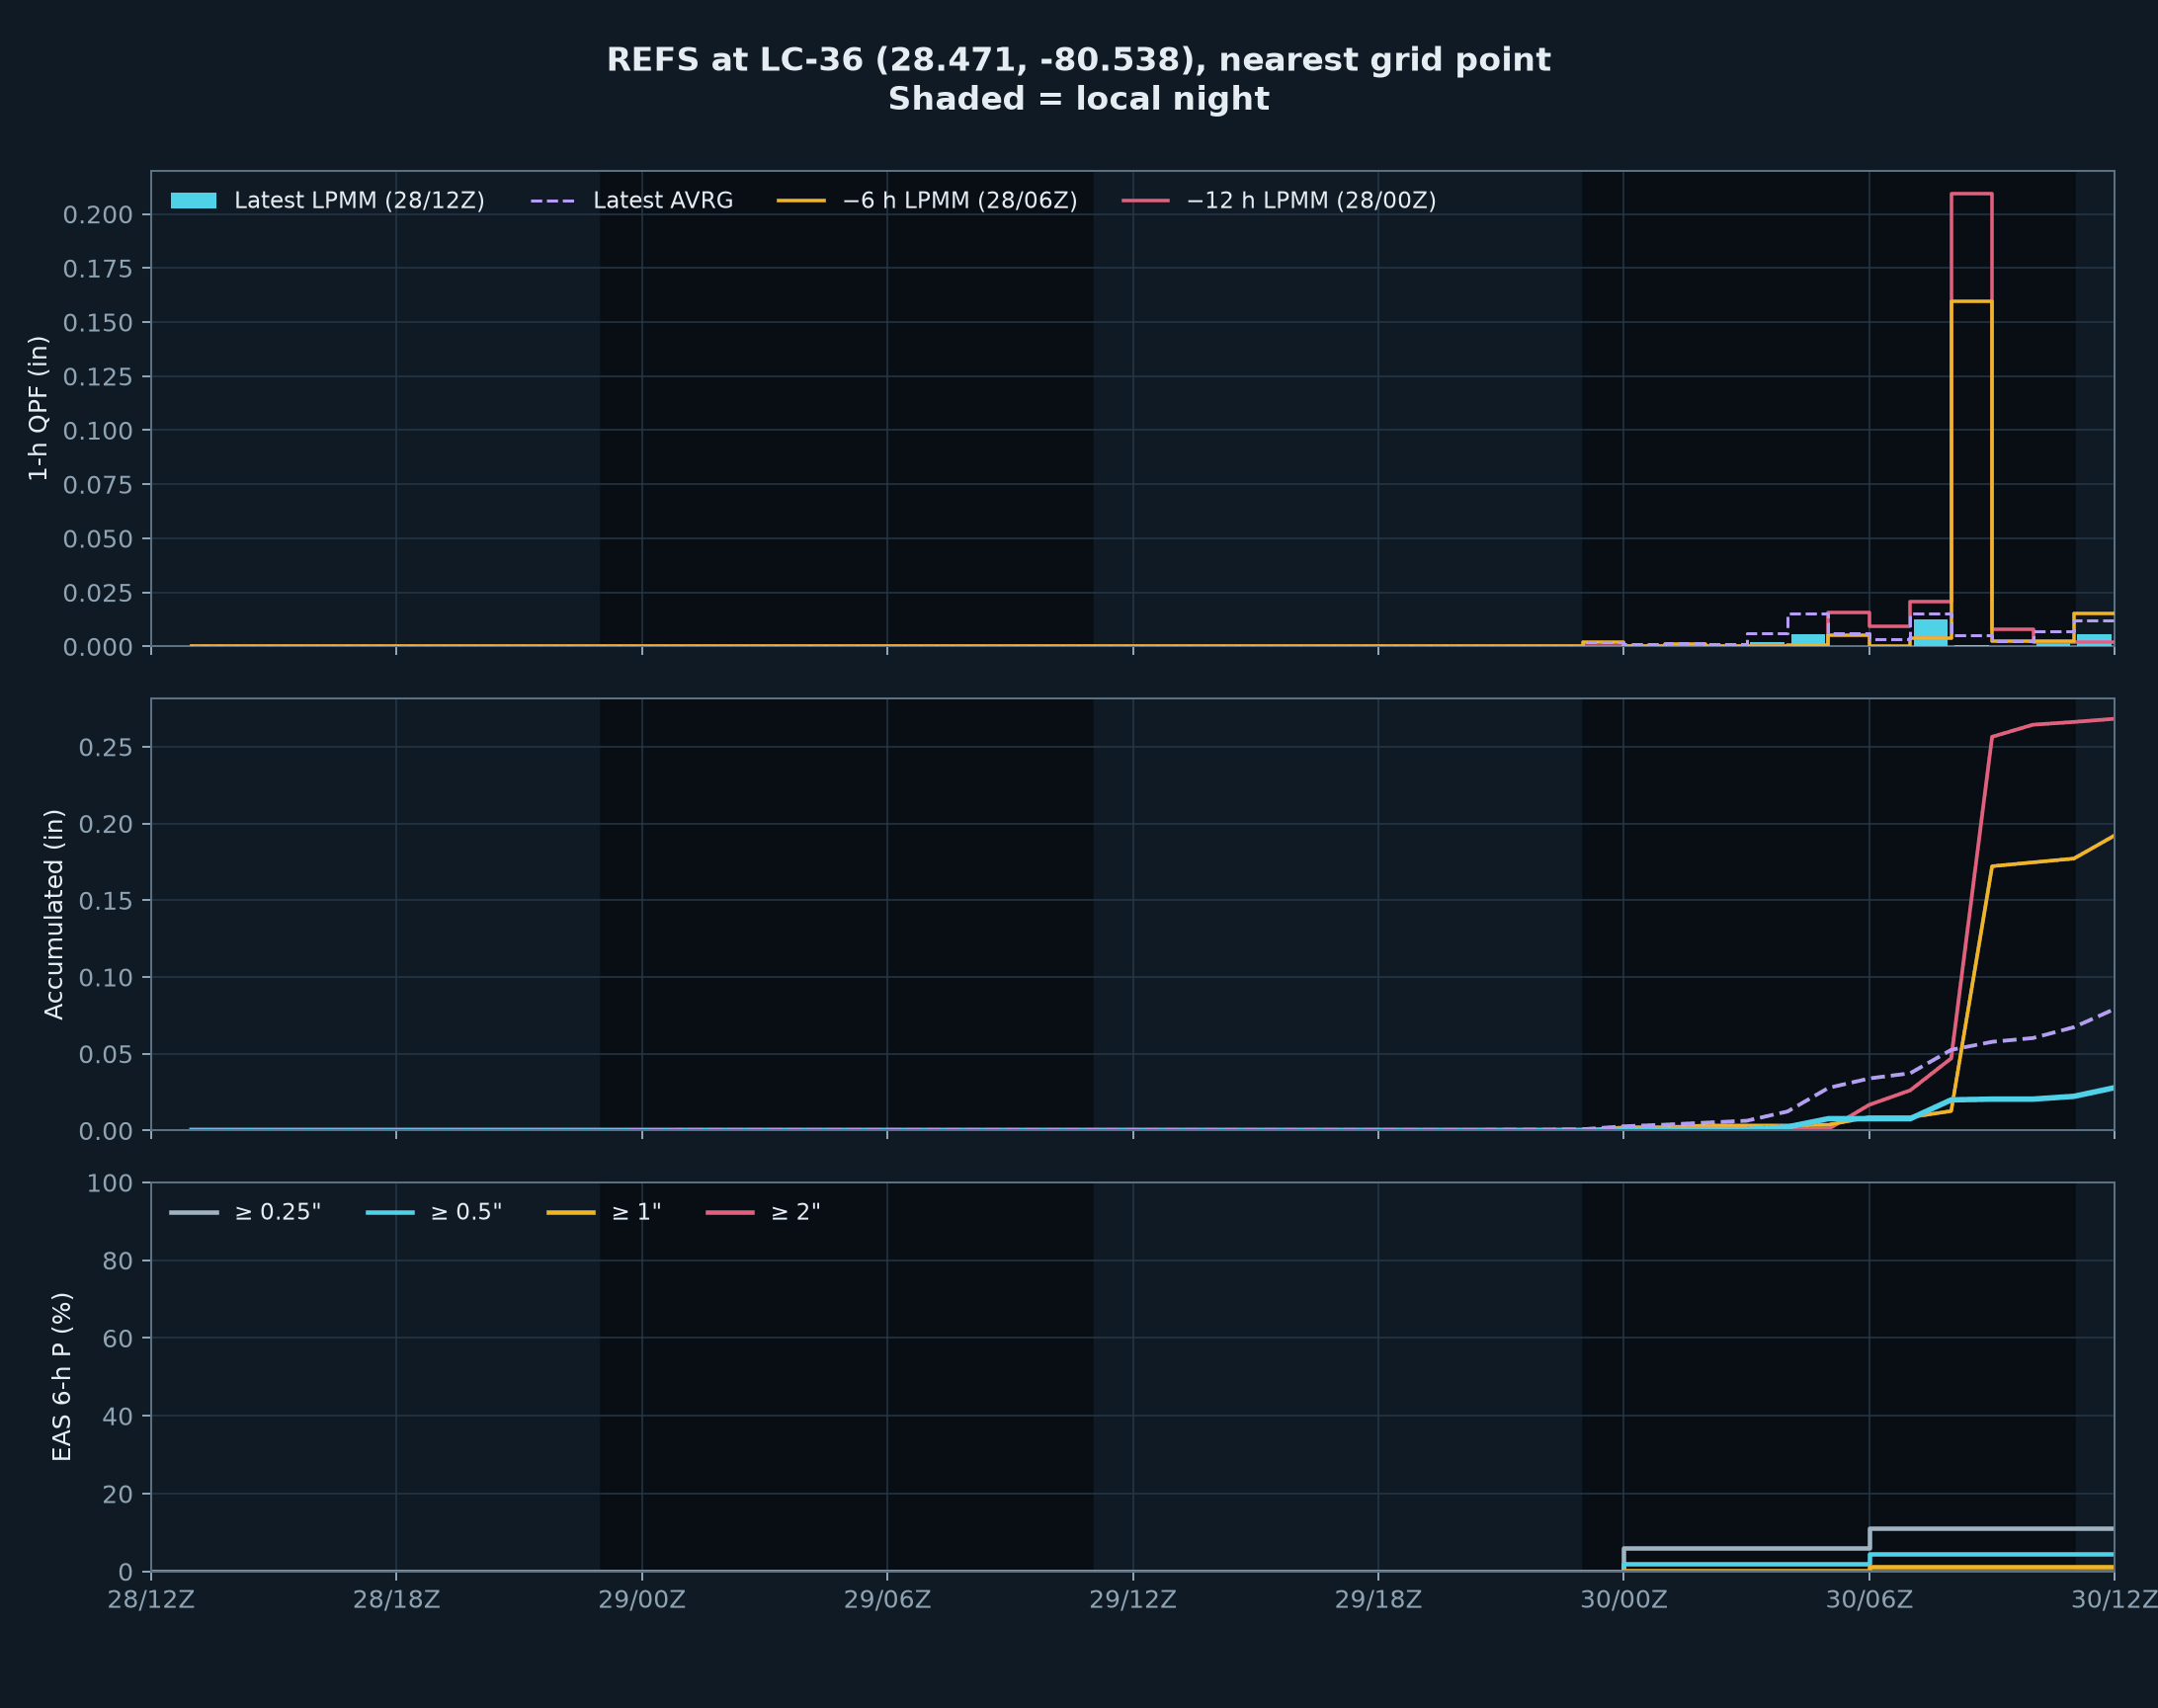 REFS at LC-36 (28.471, -80.538), nearest grid point
Shaded = local night
Latest LPMM (28/12Z) Latest AVRG −6 h LPMM (28/06Z) −12 h LPMM (28/00Z)
1-h QPF (in)
0.200
0.175
0.150
0.125
0.100
0.075
0.050
0.025
0.000
Accumulated (in)
0.25
0.20
0.15
0.10
0.05
0.00
EAS 6-h P (%)
≥ 0.25" ≥ 0.5" ≥ 1" ≥ 2"
100
80
60
40
20
0
28/12Z 28/18Z 29/00Z 29/06Z 29/12Z 29/18Z 30/00Z 30/06Z 30/12Z